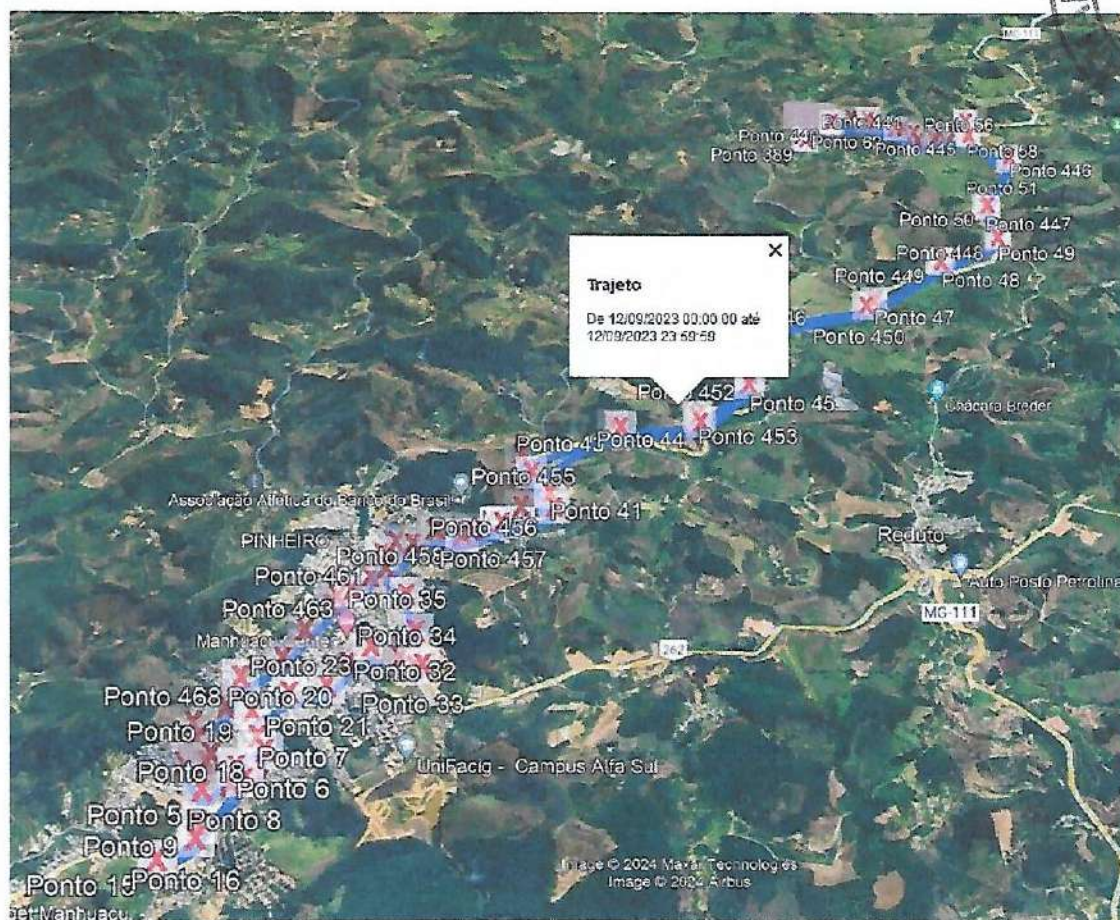 MG-111
Ponto 441
Ponto 56
Ponto 389
Ponto 445
Ponto 58
Ponto 446
Ponto 51
Ponto 50
Ponto 447
Ponto 448
Ponto 49
Ponto 449
Ponto 48
Ponto 47
Ponto 450
×
Trajeto
De 12/09/2023 00:00:00 até
12/09/2023 23:59:59
Ponto 452
Ponto 45
Chácara Breder
Ponto 44
Ponto 453
Ponto 455
Associação Atlética do Banco do Brasil
Ponto 41
Ponto 456
PINHEIRO
Ponto 458
Ponto 457
Reduto
Ponto 461
Auto Posto Petrolina
Ponto 35
Ponto 463
MG-111
Ponto 34
Manhuaçu
262
Ponto 23
Ponto 32
Ponto 468
Ponto 20
Ponto 33
Ponto 19
Ponto 21
Ponto 7
UniFacig - Campus Alfa Sul
Ponto 18
Ponto 6
Ponto 5
Ponto 8
Ponto 9
Image © 2024 Maxar Technologies
Image © 2024 Airbus
Ponto 16
Manhuaçu